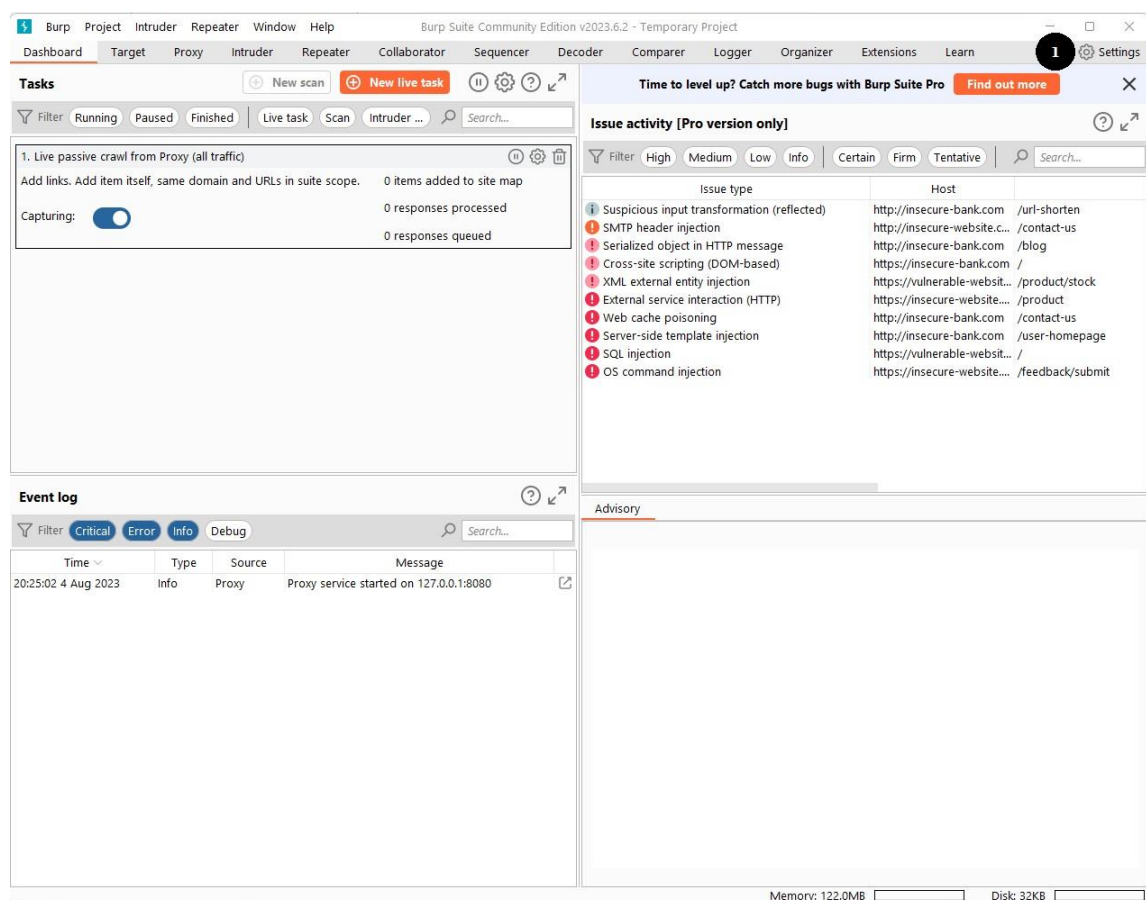 Burp Project Intruder Repeater Window Help Burp Suite Community Edition v2023.6.2 - Temporary Project
Dashboard Target Proxy Intruder Repeater Collaborator Sequencer Decoder Comparer Logger Organizer Extensions Learn 1 Settings
Tasks New scan New live task
Filter Running Paused Finished Live task Scan Intruder ... Search...
1. Live passive crawl from Proxy (all traffic)
Add links. Add item itself, same domain and URLs in suite scope. 0 items added to site map
0 responses processed
Capturing:
0 responses queued
Event log
Filter Critical Error Info Debug Search...
Time Type Source Message
20:25:02 4 Aug 2023 Info Proxy Proxy service started on 127.0.0.1:8080
Time to level up? Catch more bugs with Burp Suite Pro Find out more
Issue activity [Pro version only]
Filter High Medium Low Info Certain Firm Tentative Search...
Issue type Host
Suspicious input transformation (reflected) http://insecure-bank.com /url-shorten
SMTP header injection http://insecure-website.c... /contact-us
Serialized object in HTTP message http://insecure-bank.com /blog
Cross-site scripting (DOM-based) https://insecure-bank.com /
XML external entity injection https://vulnerable-websit... /product/stock
External service interaction (HTTP) https://insecure-website.... /product
Web cache poisoning http://insecure-bank.com /contact-us
Server-side template injection http://insecure-bank.com /user-homepage
SQL injection https://vulnerable-websit... /
OS command injection https://insecure-website.... /feedback/submit
Advisory
Memory: 122.0MB Disk: 32KB